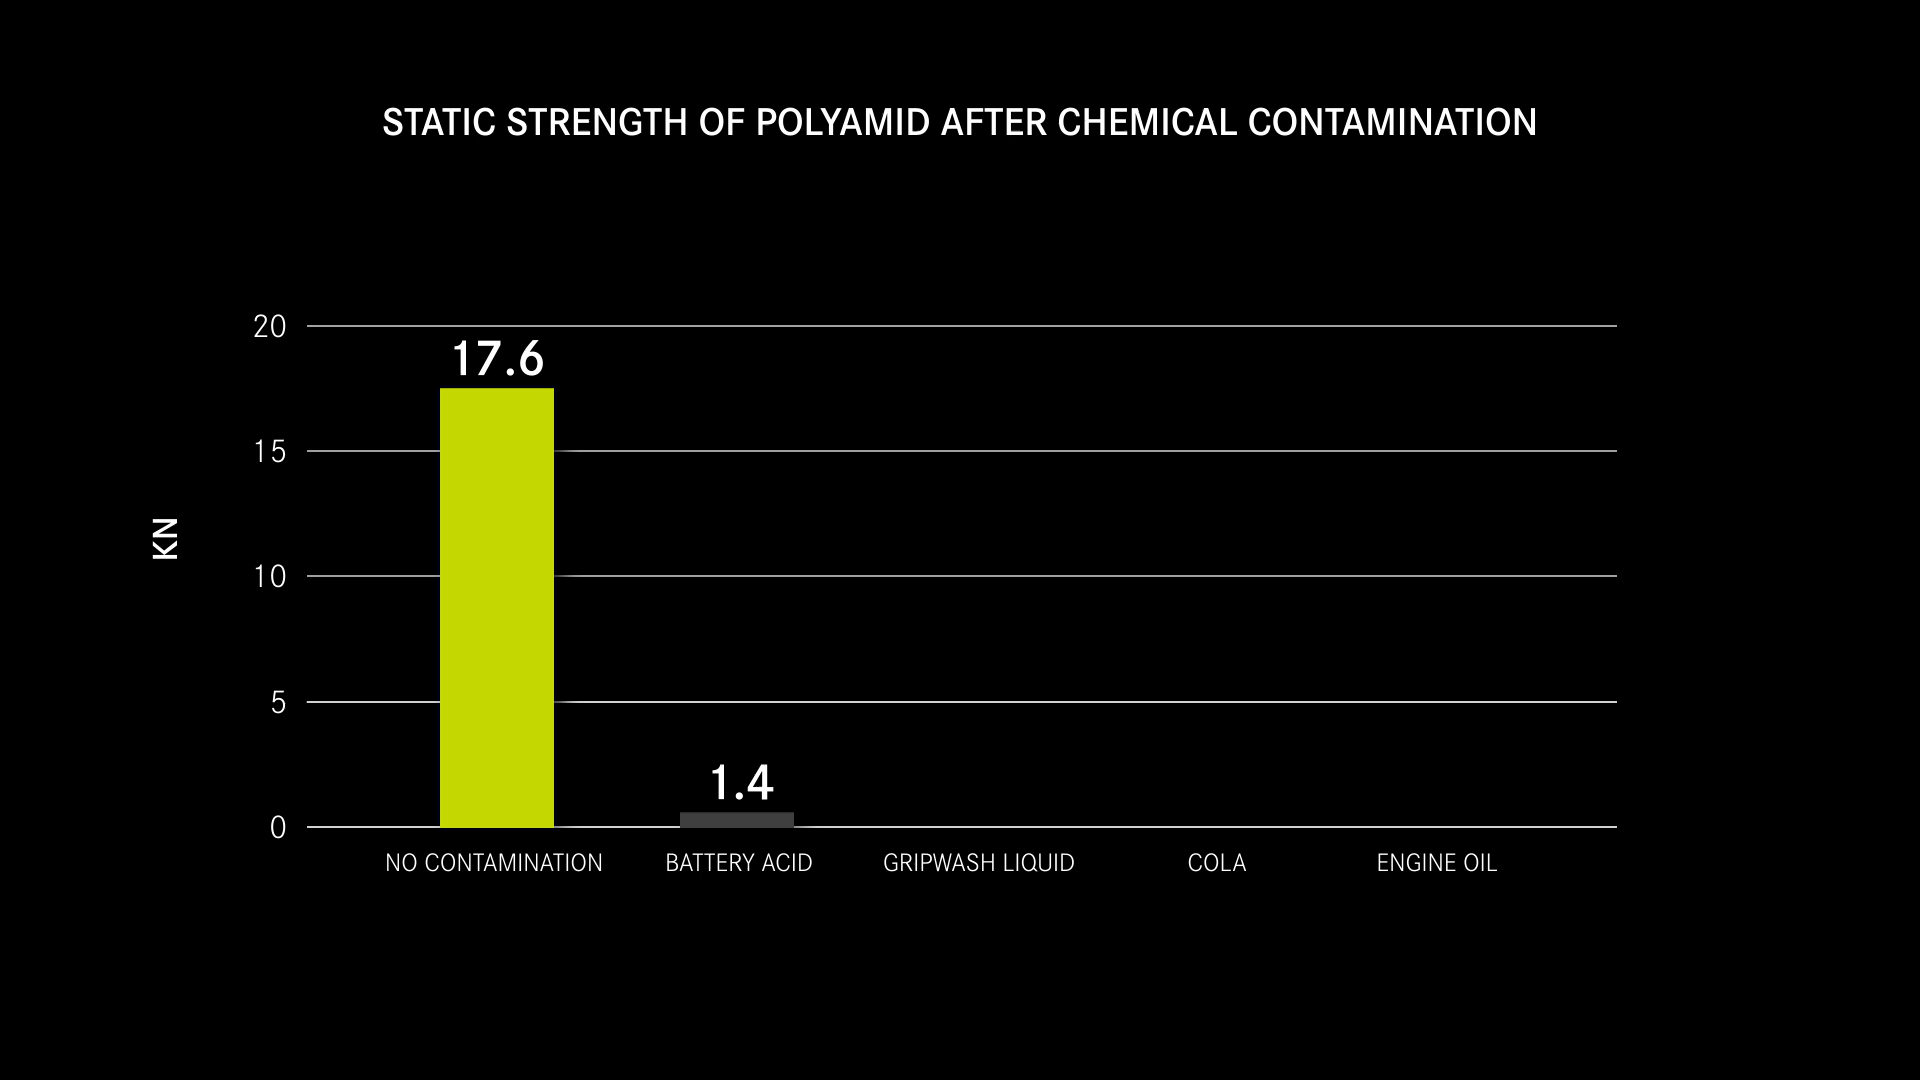 STATIC STRENGTH OF POLYAMID AFTER CHEMICAL CONTAMINATION
20
17.6
15
KN
10
5
1.4
0
NO CONTAMINATION
BATTERY ACID
GRIPWASH LIQUID
COLA
ENGINE OIL